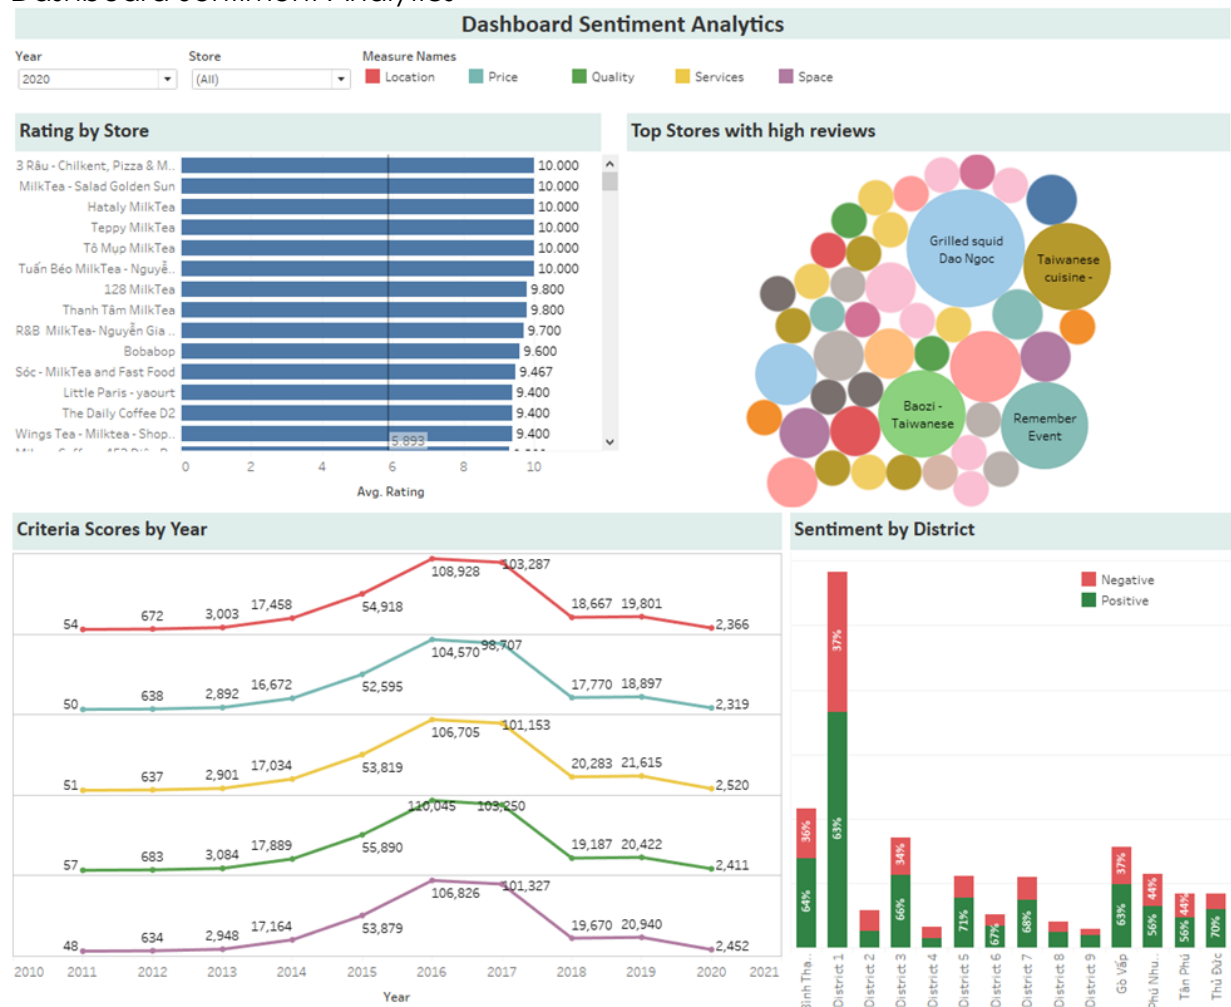 Dashboard Sentiment Analytics
Dashboard Sentiment Analytics
Year
Store
Measure Names
2020
(All)
Location
Price
Quality
Services
Space
Rating by Store
3 Râu - Chilkent, Pizza & M..
10.000
MilkTea - Salad Golden Sun
10.000
Hataly MilkTea
10.000
Teppy MilkTea
10.000
Tô Mụp MilkTea
10.000
Tuấn Béo MilkTea - Nguyễ..
10.000
128 MilkTea
9.800
Thanh Tâm MilkTea
9.800
R&B MilkTea- Nguyễn Gia ..
9.700
Bobabop
9.600
Sóc - MilkTea and Fast Food
9.467
Little Paris - yaourt
9.400
The Daily Coffee D2
9.400
Wings Tea - Milktea - Shop..
9.400
5.893
0 2 4 6 8 10
Avg. Rating
Top Stores with high reviews
Grilled squid
Dao Ngoc
Taiwanese
cuisine -
Baozi -
Taiwanese
Remember
Event
Criteria Scores by Year
54 672 3,003 17,458 54,918 108,928 103,287 18,667 19,801 2,366
50 638 2,892 16,672 52,595 104,570 98,707 17,770 18,897 2,319
51 637 2,901 17,034 53,819 106,705 101,153 20,283 21,615 2,520
57 683 3,084 17,889 55,890 110,045 103,250 19,187 20,422 2,411
48 634 2,948 17,164 53,879 106,826 101,327 19,670 20,940 2,452
2010 2011 2012 2013 2014 2015 2016 2017 2018 2019 2020 2021
Year
Sentiment by District
Negative
Positive
36%
64%
37%
63%
34%
66%
71%
67%
68%
37%
63%
44%
56%
44%
56%
70%
Bình Thạ..
District 1
District 2
District 3
District 4
District 5
District 6
District 7
District 8
District 9
Gò Vấp
Phú Nhu..
Tân Phú
Thủ Đức